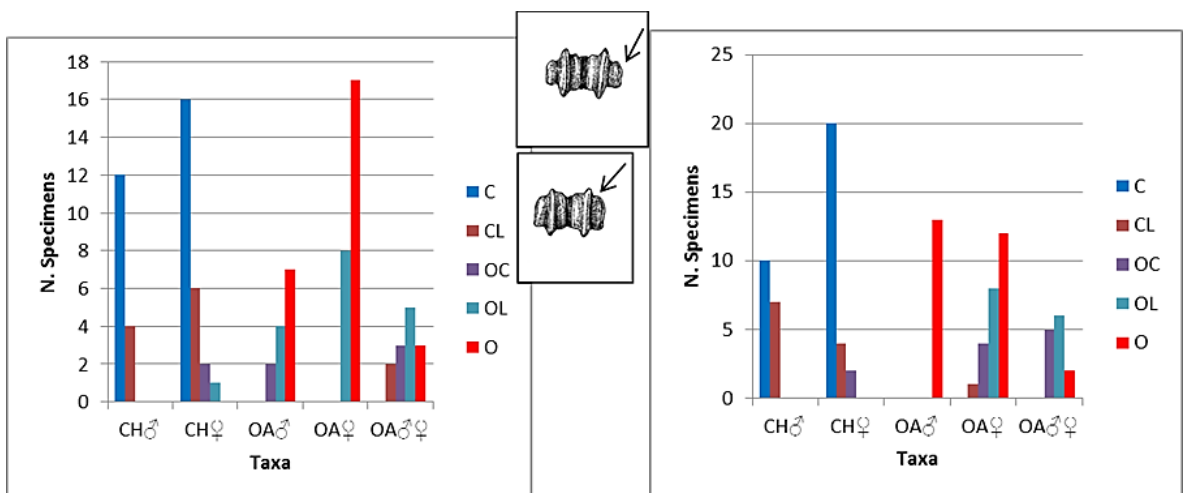 18
16
14
12
10
8
6
4
2
0
N. Specimens
CH♂ CH♀ OA♂ OA♀ OA♂♀
Taxa
C
CL
OC
OL
O
25
20
15
10
5
0
N. Specimens
CH♂ CH♀ OA♂ OA♀ OA♂♀
Taxa
C
CL
OC
OL
O